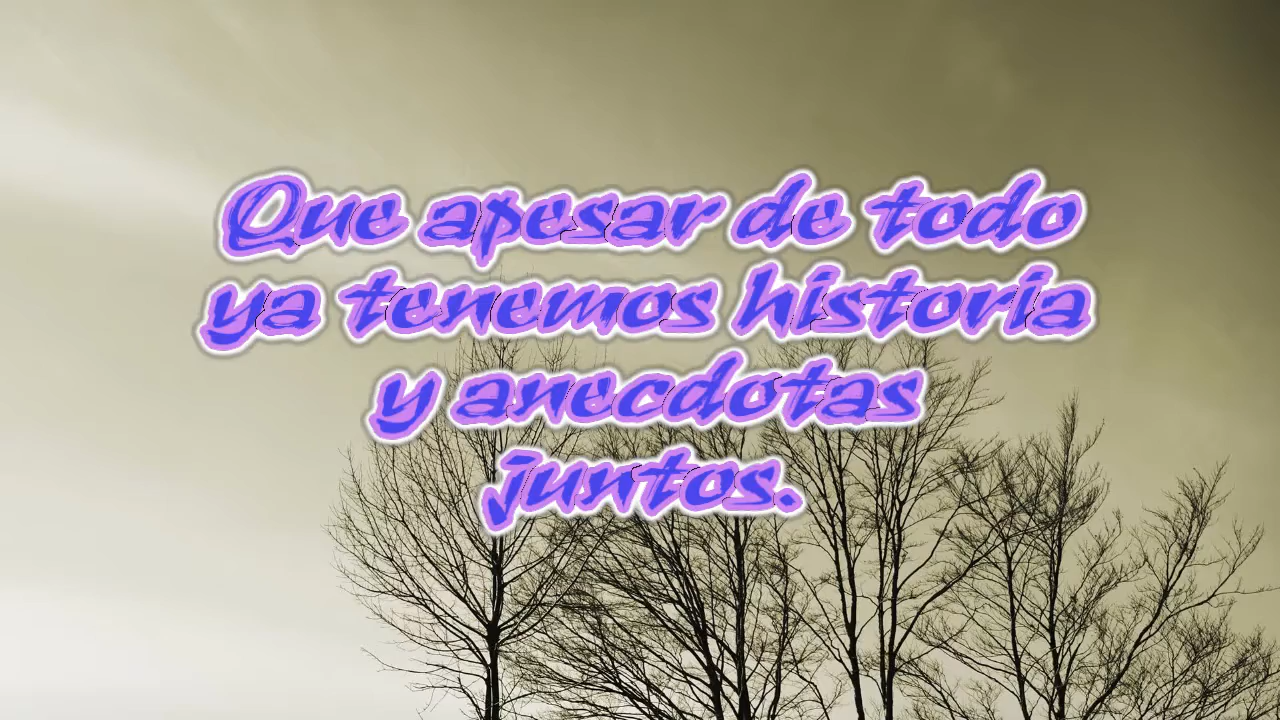 Que apesar de todo
ya tenemos historia
y anecdotas
juntos.